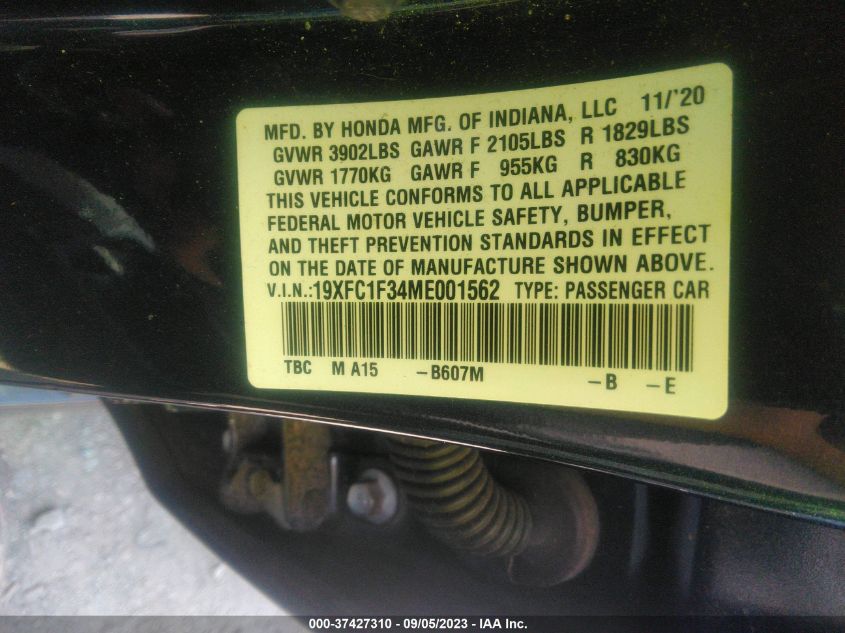 MFD. BY HONDA MFG. OF INDIANA, LLC 11/'20
GVWR 3902LBS GAWR F 2105LBS R 1829LBS
GVWR 1770KG GAWR F 955KG R 830KG
THIS VEHICLE CONFORMS TO ALL APPLICABLE
FEDERAL MOTOR VEHICLE SAFETY, BUMPER,
AND THEFT PREVENTION STANDARDS IN EFFECT
ON THE DATE OF MANUFACTURE SHOWN ABOVE.
V.I.N.:19XFC1F34ME001562 TYPE: PASSENGER CAR
TBC M A15 -B607M -B -E
000-37427310 - 09/05/2023 - IAA Inc.